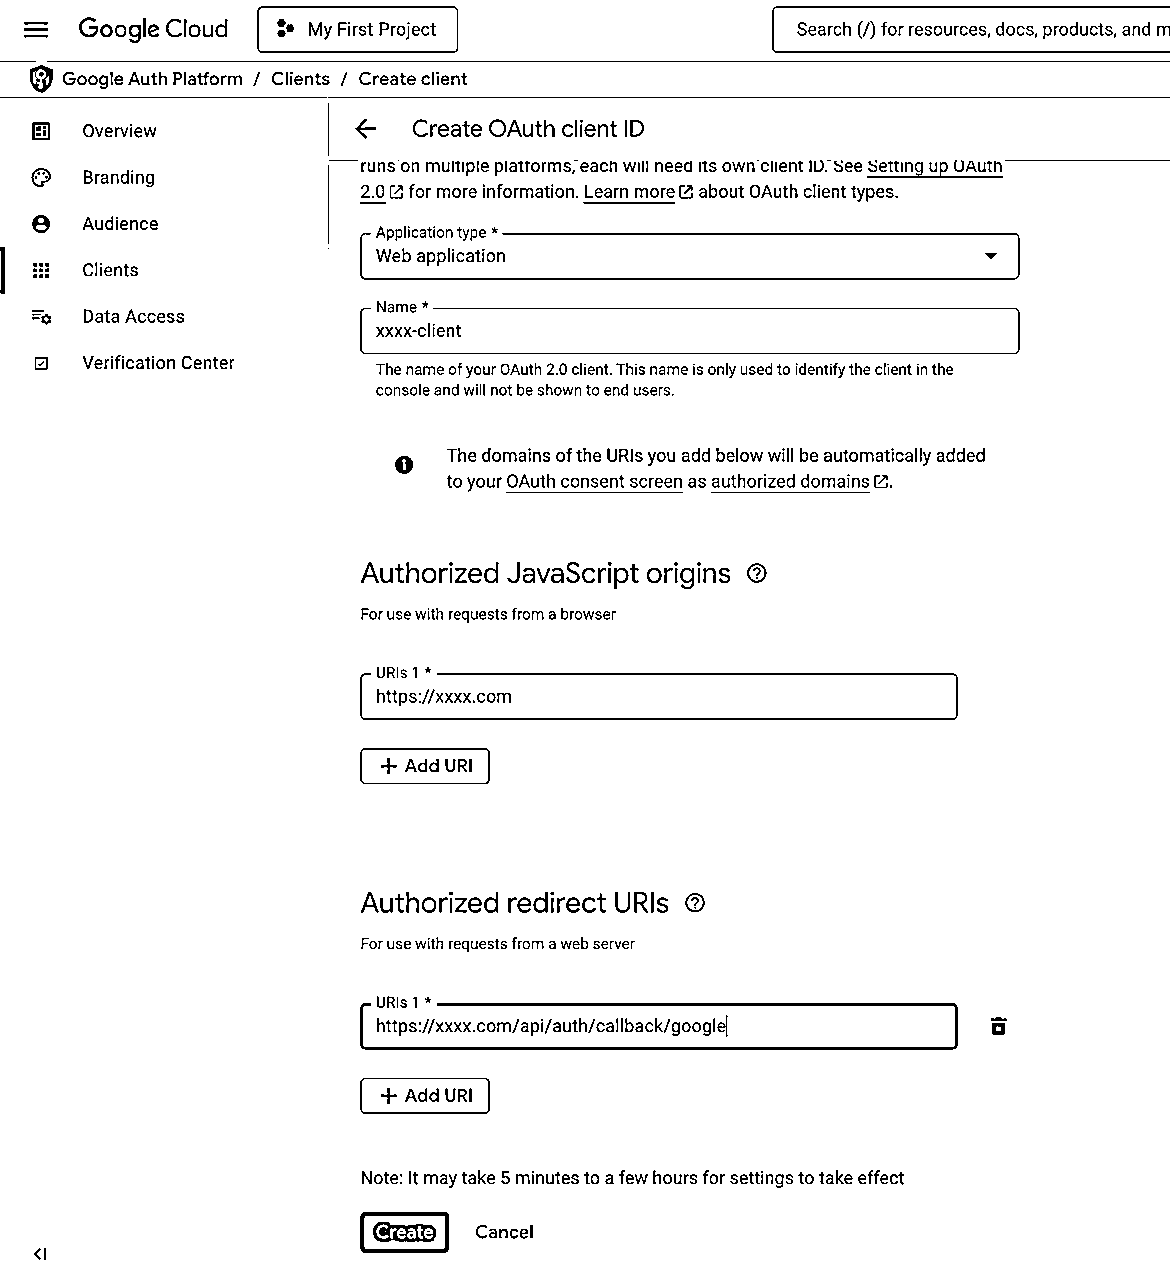 Google Cloud
My First Project
Search (/) for resources, docs, products, and m
Google Auth Platform / Clients / Create client
Overview
Branding
Audience
Clients
Data Access
Verification Center
Create OAuth client ID
runs on multiple platforms, each will need its own client ID. See Setting up OAuth
2.0 for more information. Learn more about OAuth client types.
Application type *
Web application
Name *
xxxx-client
The name of your OAuth 2.0 client. This name is only used to identify the client in the
console and will not be shown to end users.
The domains of the URIs you add below will be automatically added
to your OAuth consent screen as authorized domains.
Authorized JavaScript origins
For use with requests from a browser
URIs 1 *
https://xxxx.com
+ Add URI
Authorized redirect URIs
For use with requests from a web server
URIs 1 *
https://xxxx.com/api/auth/callback/google
+ Add URI
Note: It may take 5 minutes to a few hours for settings to take effect
Create
Cancel